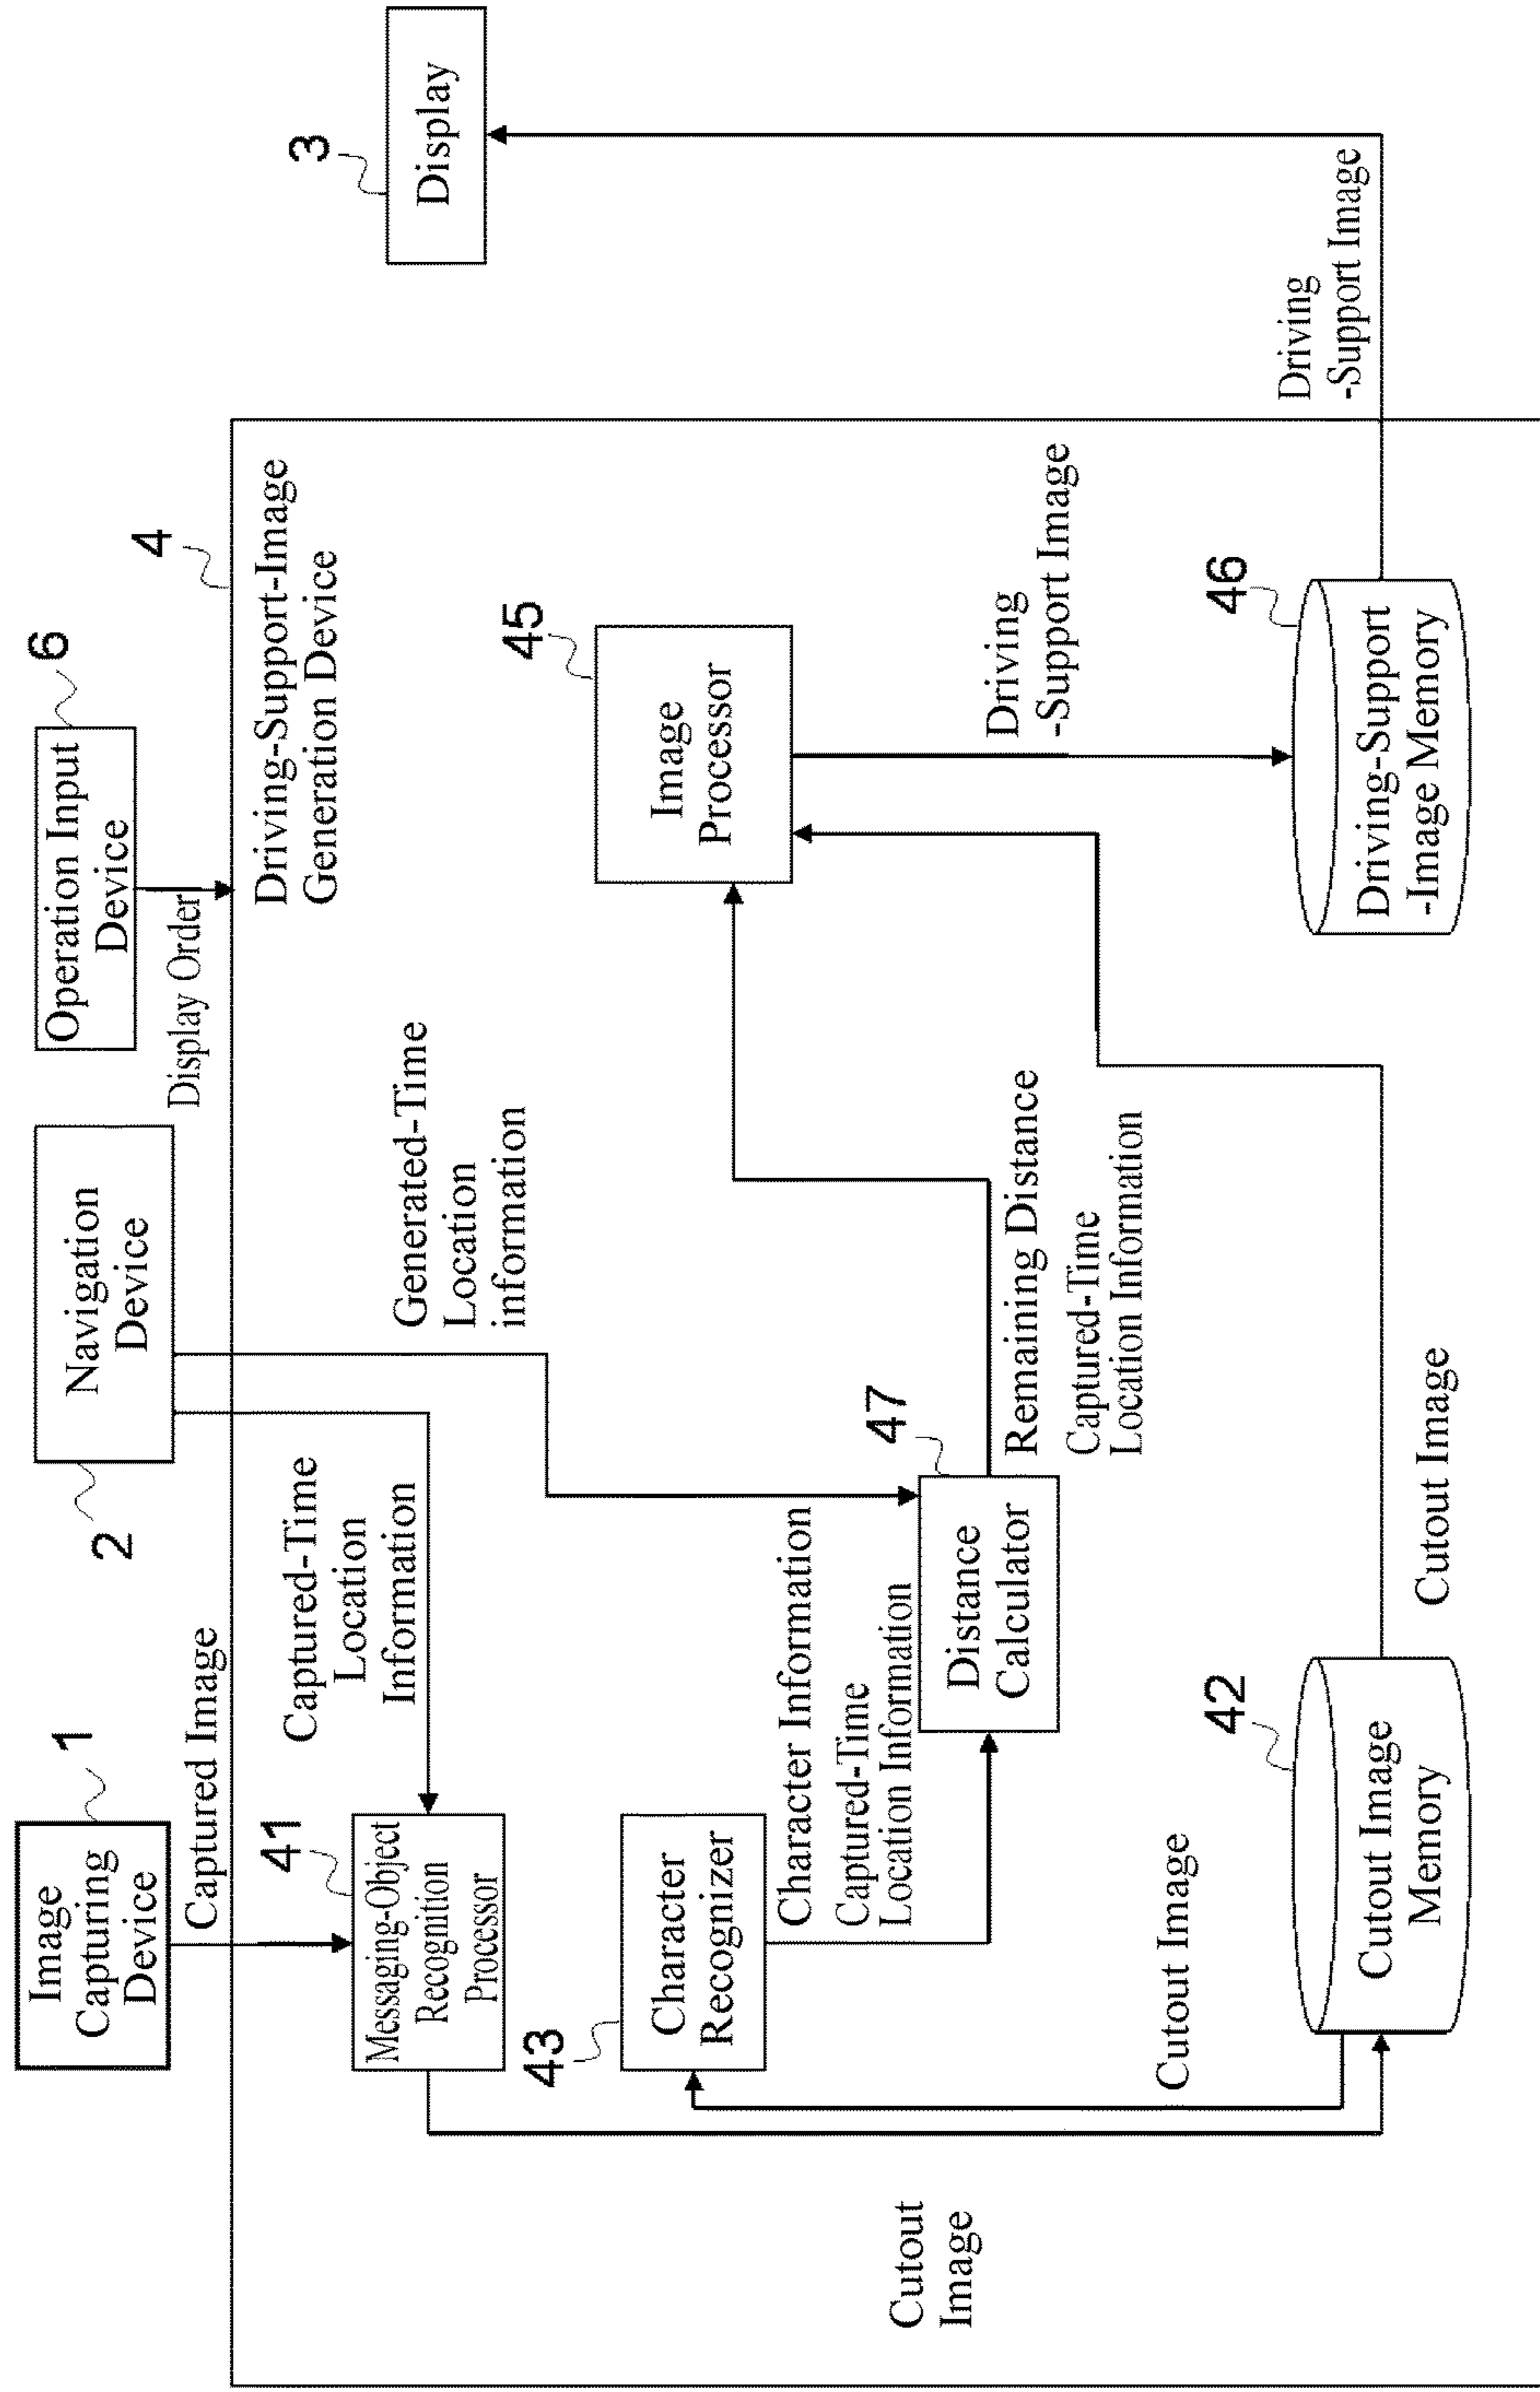 1
Image
Capturing
Device
2
Navigation
Device
6
Operation Input
Device
3
Display
Captured Image
Display Order
4
Driving-Support-Image
Generation Device
Captured-Time
Location
Information
Generated-Time
Location
information
41
Messaging-Object
Recognition
Processor
43
Character
Recognizer
Character Information
Captured-Time
Location Information
47
Distance
Calculator
Remaining Distance
Captured-Time
Location Information
45
Image
Processor
Driving
-Support Image
Cutout
Image
Cutout Image
42
Cutout Image
Memory
Cutout Image
46
Driving-Support
-Image Memory
Driving
-Support Image